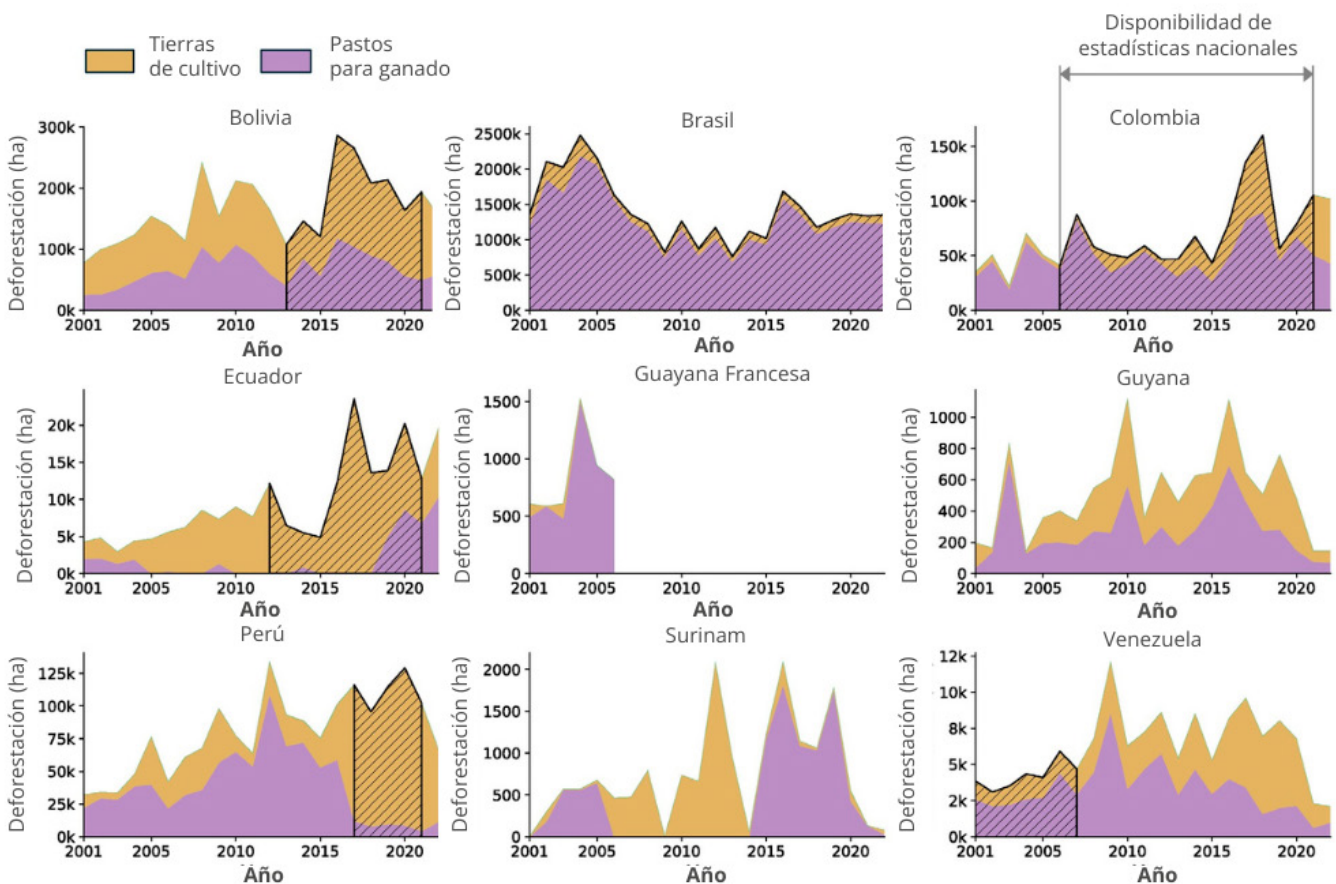 Tierras
de cultivo
Pastos
para ganado
Disponibilidad de
estadísticas nacionales
Bolivia
Deforestación (ha)
300k
200k
100k
0k
2001 2005 2010 2015 2020
Año
Brasil
Deforestación (ha)
2500k
2000k
1500k
1000k
500k
0k
2001 2005 2010 2015 2020
Año
Colombia
Deforestación (ha)
150k
100k
50k
0k
2001 2005 2010 2015 2020
Año
Ecuador
Deforestación (ha)
20k
15k
10k
5k
0k
2001 2005 2010 2015 2020
Año
Guayana Francesa
Deforestación (ha)
1500
1000
500
0
2001 2005 2010 2015 2020
Año
Guyana
Deforestación (ha)
1000
800
600
400
200
0
2001 2005 2010 2015 2020
Año
Perú
Deforestación (ha)
125k
100k
75k
50k
25k
0k
2001 2005 2010 2015 2020
Año
Surinam
Deforestación (ha)
2000
1500
1000
500
0
2001 2005 2010 2015 2020
Año
Venezuela
Deforestación (ha)
12k
10k
8k
5k
2k
0k
2001 2005 2010 2015 2020
Año